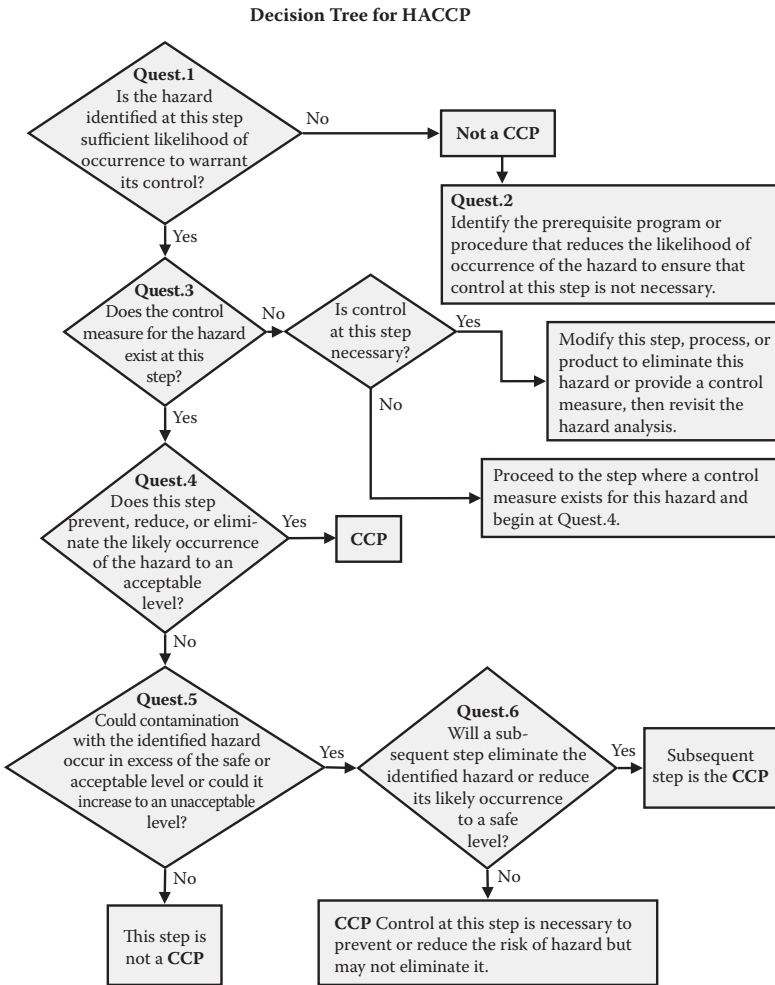 Decision Tree for HACCP
Quest.1
Is the hazard
identified at this step
sufficient likelihood of
occurrence to warrant
its control?
No
Not a CCP
Quest.2
Identify the prerequisite program or
procedure that reduces the likelihood of
occurrence of the hazard to ensure that
control at this step is not necessary.
Yes
Quest.3
Does the control
measure for the hazard
exist at this
step?
No
Is control
at this step
necessary?
Yes
Modify this step, process, or
product to eliminate this
hazard or provide a control
measure, then revisit the
hazard analysis.
No
Proceed to the step where a control
measure exists for this hazard and
begin at Quest.4.
Yes
Quest.4
Does this step
prevent, reduce, or elimi-
nate the likely occurrence
of the hazard to an
acceptable
level?
Yes
CCP
No
Quest.5
Could contamination
with the identified hazard
occur in excess of the safe or
acceptable level or could it
increase to an unacceptable
level?
Yes
Quest.6
Will a sub-
sequent step eliminate the
identified hazard or reduce
its likely occurrence
to a safe
level?
Yes
Subsequent
step is the CCP
No
This step is
not a CCP
No
CCP Control at this step is necessary to
prevent or reduce the risk of hazard but
may not eliminate it.